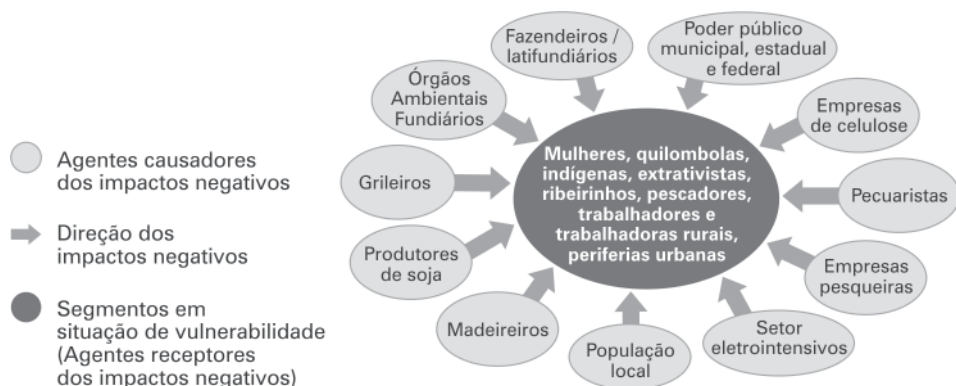 Fazendeiros /
latifundiários
Poder público
municipal, estadual
e federal
Órgãos
Ambientais
Fundiários
Empresas
de celulose
Agentes causadores
dos impactos negativos
Grileiros
Mulheres, quilombolas,
indígenas, extrativistas,
ribeirinhos, pescadores,
trabalhadores e
trabalhadoras rurais,
periferias urbanas
Pecuaristas
Direção dos
impactos negativos
Produtores
de soja
Empresas
pesqueiras
Segmentos em
situação de vulnerabilidade
(Agentes receptores
dos impactos negativos)
Madeireiros
População
local
Setor
eletrointensivos